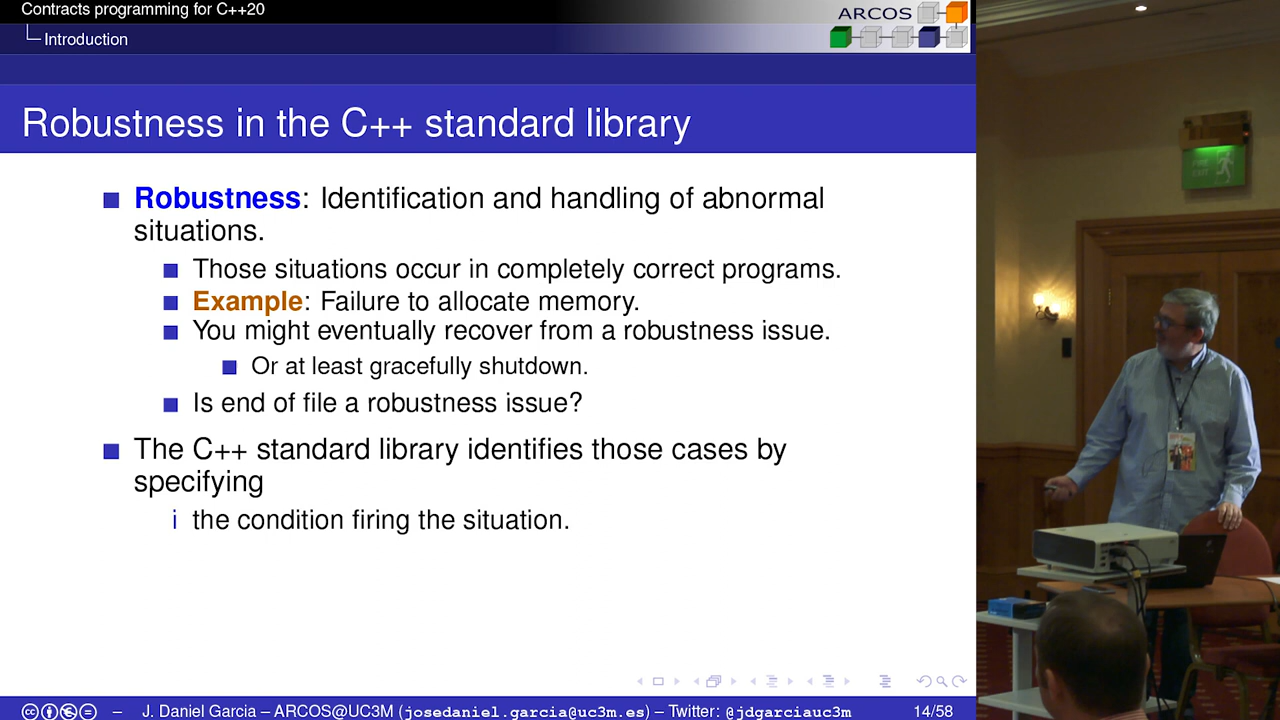 Contracts programming for C++20
Introduction
ARCOS
Robustness in the C++ standard library
Robustness: Identification and handling of abnormal
situations.
Those situations occur in completely correct programs.
Example: Failure to allocate memory.
You might eventually recover from a robustness issue.
Or at least gracefully shutdown.
Is end of file a robustness issue?
The C++ standard library identifies those cases by
specifying
i the condition firing the situation.
– J. Daniel Garcia – ARCOS@UC3M (josedaniel.garcia@uc3m.es) – Twitter: @jdgarciauc3m 14/58
FIRE
EXIT